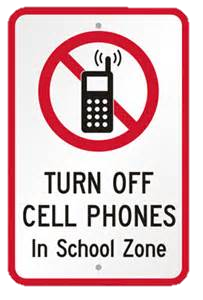 TURN OFF
CELL PHONES
In School Zone